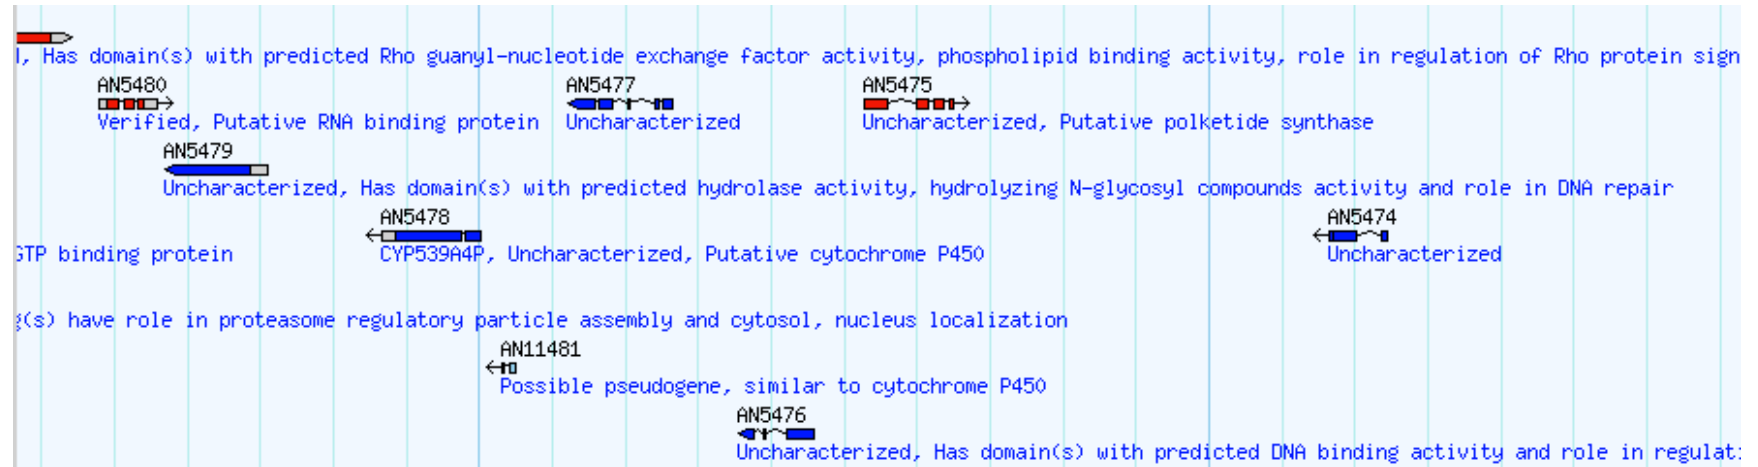 , Has domain(s) with predicted Rho guanyl-nucleotide exchange factor activity, phospholipid binding activity, role in regulation of Rho protein sign
AN5480 AN5477 AN5475
Verified, Putative RNA binding protein Uncharacterized Uncharacterized, Putative polketide synthase
AN5479
Uncharacterized, Has domain(s) with predicted hydrolase activity, hydrolyzing N-glycosyl compounds activity and role in DNA repair
AN5478 AN5474
GTP binding protein CYP539A4P, Uncharacterized, Putative cytochrome P450 Uncharacterized
(s) have role in proteasome regulatory particle assembly and cytosol, nucleus localization
AN11481
Possible pseudogene, similar to cytochrome P450
AN5476
Uncharacterized, Has domain(s) with predicted DNA binding activity and role in regulat